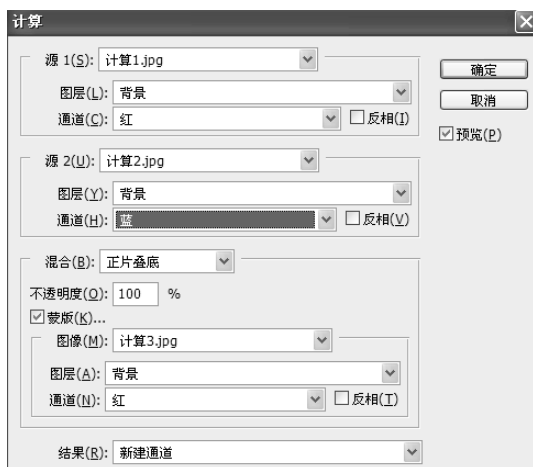 计算
源 1(S): 计算1.jpg
确定
图层(L): 背景
取消
通道(C): 红 反相(I)
预览(P)
源 2(U): 计算2.jpg
图层(Y): 背景
通道(H): 蓝 反相(V)
混合(B): 正片叠底
不透明度(O): 100 %
蒙版(K)...
图像(M): 计算3.jpg
图层(A): 背景
通道(N): 红 反相(T)
结果(R): 新建通道